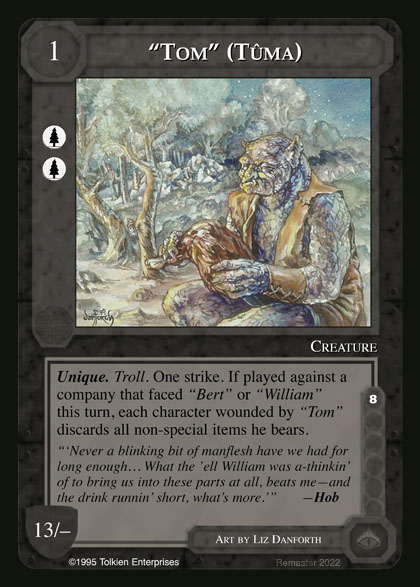 1
“Tom” (Tûma)
Creature
Unique. Troll. One strike. If played against a
company that faced “Bert” or “William”
this turn, each character wounded by “Tom”
discards all non-special items he bears.
“‘Never a blinking bit of manflesh have we had for
long enough… What the ’ell William was a-thinkin’
of to bring us into these parts at all, beats me—and
the drink runnin’ short, what’s more.’” —Hob
8
13/–
Art by Liz Danforth
©1995 Tolkien Enterprises
Remaster 2022